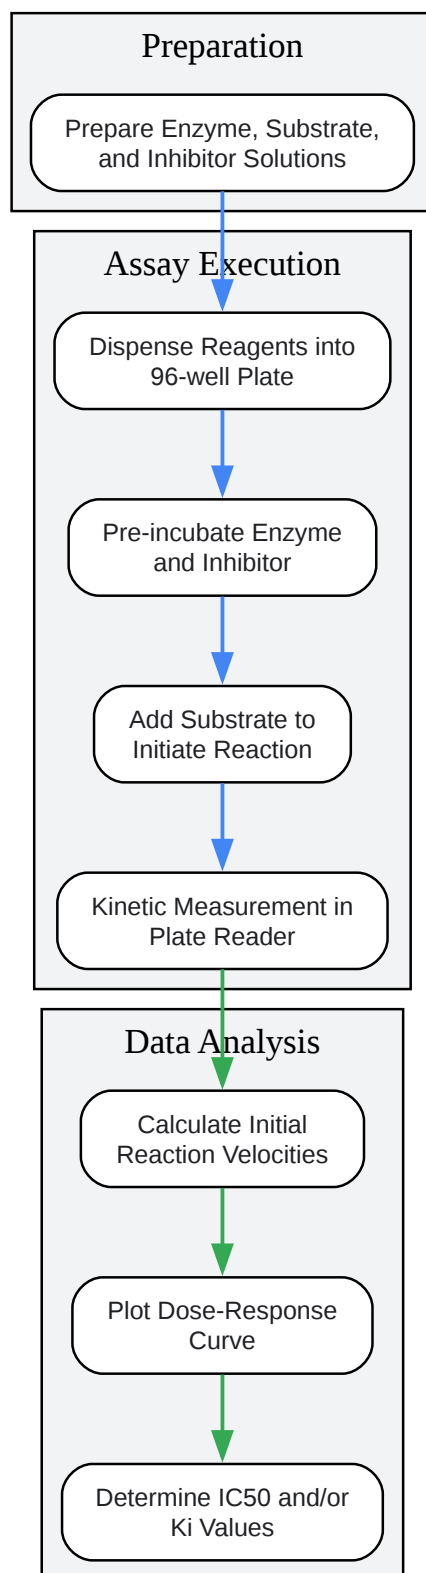 Preparation
Prepare Enzyme, Substrate,
and Inhibitor Solutions
Assay Execution
Dispense Reagents into
96-well Plate
Pre-incubate Enzyme
and Inhibitor
Add Substrate to
Initiate Reaction
Kinetic Measurement in
Plate Reader
Data Analysis
Calculate Initial
Reaction Velocities
Plot Dose-Response
Curve
Determine IC50 and/or
Ki Values